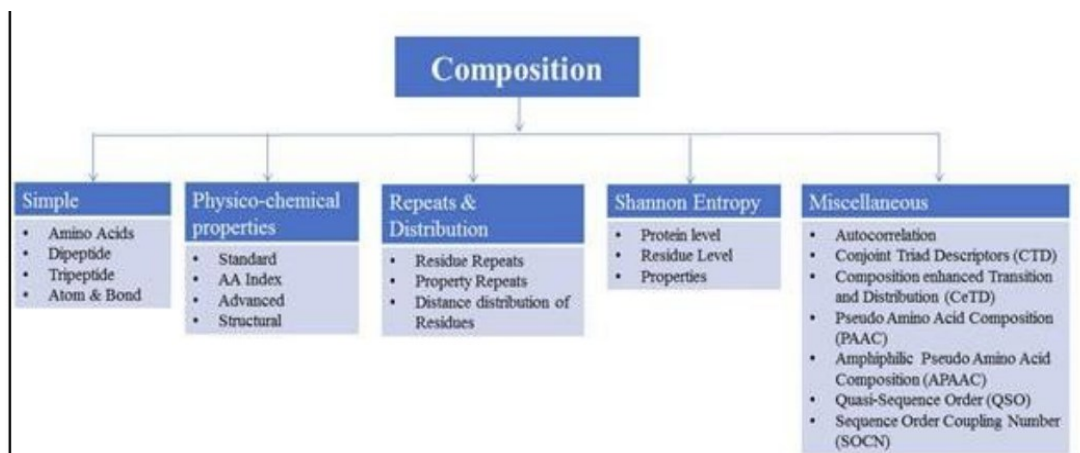 Composition
Simple
• Amino Acids
• Dipeptide
• Tripeptide
• Atom & Bond
Physico-chemical
properties
• Standard
• AA Index
• Advanced
• Structural
Repeats &
Distribution
• Residue Repeats
• Property Repeats
• Distance distribution of
Residues
Shannon Entropy
• Protein level
• Residue Level
• Properties
Miscellaneous
• Autocorrelation
• Conjoint Triad Descriptors (CTD)
• Composition enhanced Transition
and Distribution (CeTD)
• Pseudo Amino Acid Composition
(PAAC)
• Amphiphilic Pseudo Amino Acid
Composition (APAAC)
• Quasi-Sequence Order (QSO)
• Sequence Order Coupling Number
(SOCN)